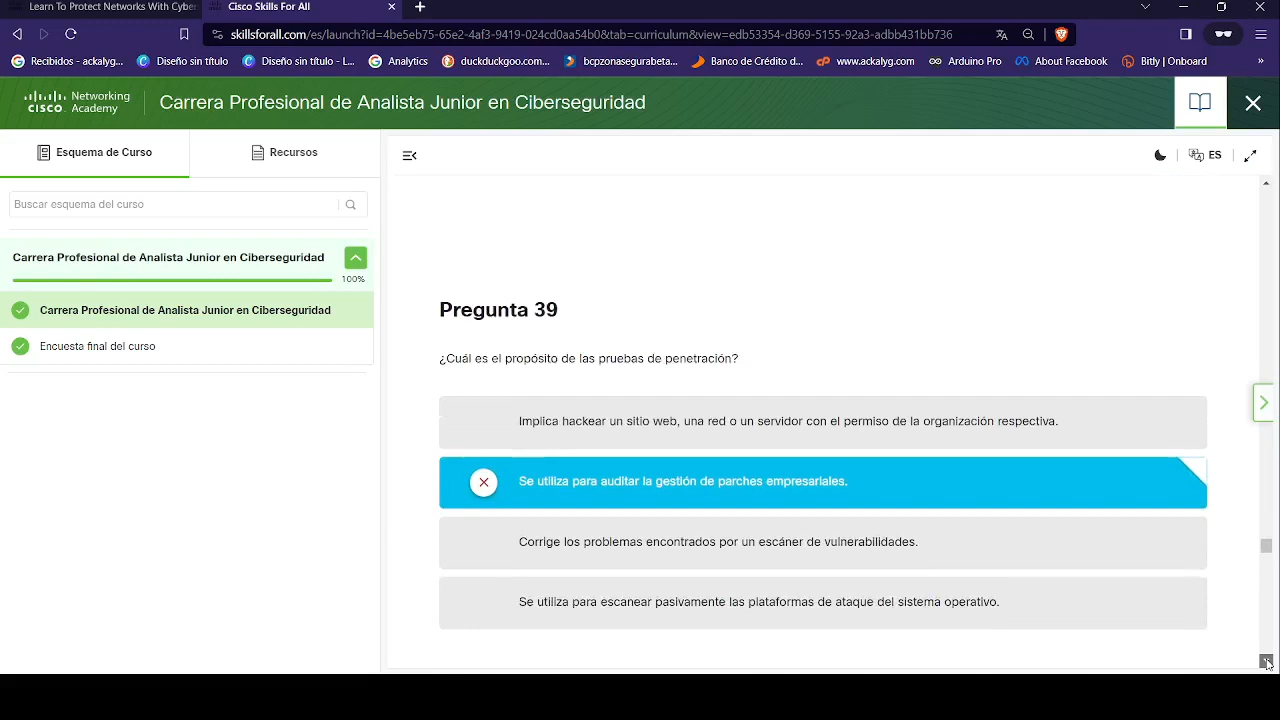 Learn To Protect Networks With Cyber
Cisco Skills For All
skillsforall.com/es/launch?id=4be5eb75-65e2-4af3-9419-024cd0aa54b0&tab=curriculum&view=edb53354-d369-5155-92a3-adbb431bb736
Recibidos - ackalyg...
Diseño sin título
Diseño sin título - L...
Analytics
duckduckgoo.com...
bcpzonasegurabeta...
Banco de Crédito d...
www.ackalyg.com
Arduino Pro
About Facebook
Bitly | Onboard
»
cisco Networking Academy
Carrera Profesional de Analista Junior en Ciberseguridad
Esquema de Curso
Recursos
ES
Buscar esquema del curso
Carrera Profesional de Analista Junior en Ciberseguridad
100%
Carrera Profesional de Analista Junior en Ciberseguridad
Encuesta final del curso
Pregunta 39
¿Cuál es el propósito de las pruebas de penetración?
Implica hackear un sitio web, una red o un servidor con el permiso de la organización respectiva.
Se utiliza para auditar la gestión de parches empresariales.
Corrige los problemas encontrados por un escáner de vulnerabilidades.
Se utiliza para escanear pasivamente las plataformas de ataque del sistema operativo.